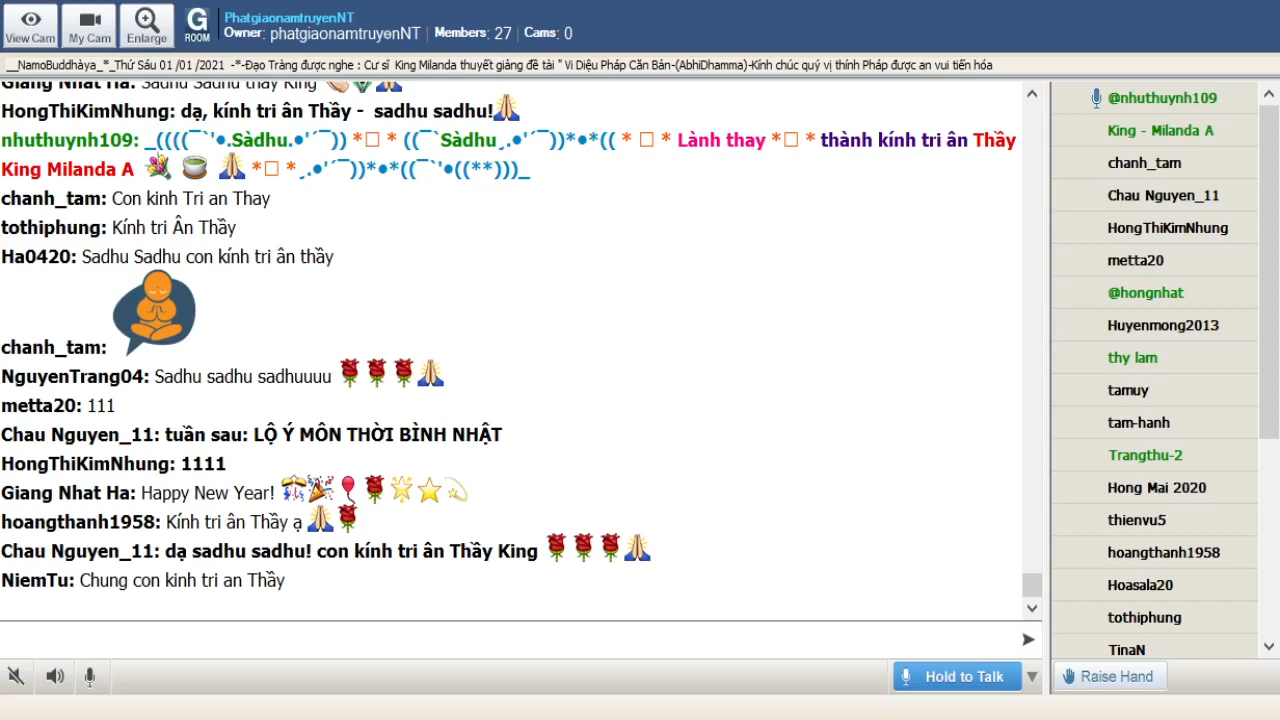 View Cam
My Cam
Enlarge
G
ROOM
PhatgiaonamtruyenNT
Owner: phatgiaonamtruyenNT | Members: 27 | Cams: 0
__NamoBuddhàya_*_Thứ Sáu 01 /01 /2021 -*-Đạo Tràng được nghe : Cư sĩ King Milanda thuyết giảng đề tài " Vi Diệu Pháp Căn Bản-(AbhiDhamma)-Kính chúc quý vị thính Pháp được an vui tiến hóa
Giang Nhat Ha: Sadhu Sadhu thay King
HongThiKimNhung: dạ, kính tri ân Thầy - sadhu sadhu!
nhuthuynh109: _((((¯`'•.Sàdhu.•'´¯)) *□ * ((¯`Sàdhu¸.•'´¯))*•*(( * □ * Lành thay *□ * thành kính tri ân Thầy
King Milanda A *□ *¸.•'´¯))*•*((¯`'•((**)))_
chanh_tam: Con kinh Tri an Thay
tothiphung: Kính tri Ân Thầy
Ha0420: Sadhu Sadhu con kính tri ân thầy
chanh_tam:
NguyenTrang04: Sadhu sadhu sadhuuuu
metta20: 111
Chau Nguyen_11: tuần sau: LỘ Ý MÔN THỜI BÌNH NHẬT
HongThiKimNhung: 1111
Giang Nhat Ha: Happy New Year!
hoangthanh1958: Kính tri ân Thầy ạ
Chau Nguyen_11: dạ sadhu sadhu! con kính tri ân Thầy King
NiemTu: Chung con kinh tri an Thầy
@nhuthuynh109
King - Milanda A
chanh_tam
Chau Nguyen_11
HongThiKimNhung
metta20
@hongnhat
Huyenmong2013
thy lam
tamuy
tam-hanh
Trangthu-2
Hong Mai 2020
thienvu5
hoangthanh1958
Hoasala20
tothiphung
TinaN
Hold to Talk
Raise Hand